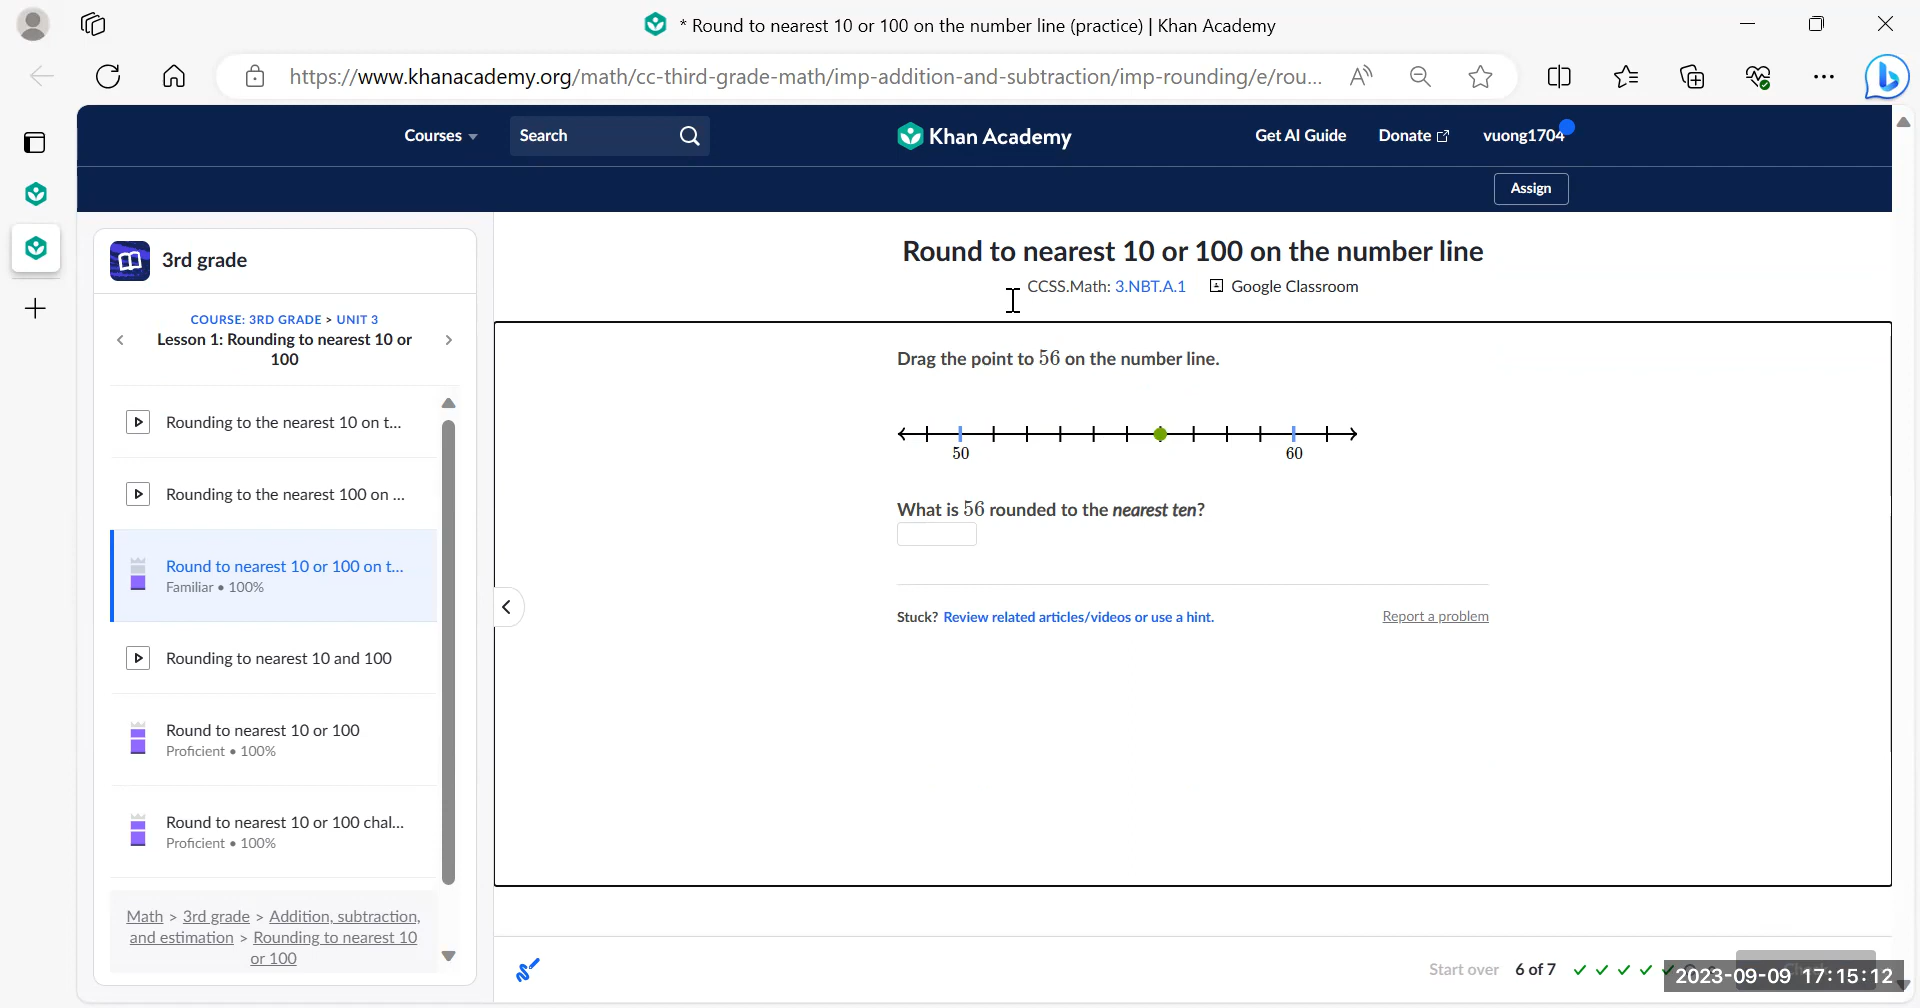 * Round to nearest 10 or 100 on the number line (practice) | Khan Academy
https://www.khanacademy.org/math/cc-third-grade-math/imp-addition-and-subtraction/imp-rounding/e/rou...
Courses
Search
Khan Academy
Get AI Guide
Donate
vuong1704
Assign
3rd grade
COURSE: 3RD GRADE > UNIT 3
Lesson 1: Rounding to nearest 10 or
100
Rounding to the nearest 10 on t...
Rounding to the nearest 100 on ...
Round to nearest 10 or 100 on t...
Familiar • 100%
Rounding to nearest 10 and 100
Round to nearest 10 or 100
Proficient • 100%
Round to nearest 10 or 100 chal...
Proficient • 100%
Math > 3rd grade > Addition, subtraction,
and estimation > Rounding to nearest 10
or 100
Round to nearest 10 or 100 on the number line
CCSS.Math: 3.NBT.A.1 Google Classroom
Drag the point to 56 on the number line.
50 60
What is 56 rounded to the nearest ten?
Stuck? Review related articles/videos or use a hint.
Report a problem
Start over 6 of 7
2023-09-09 17:15:12